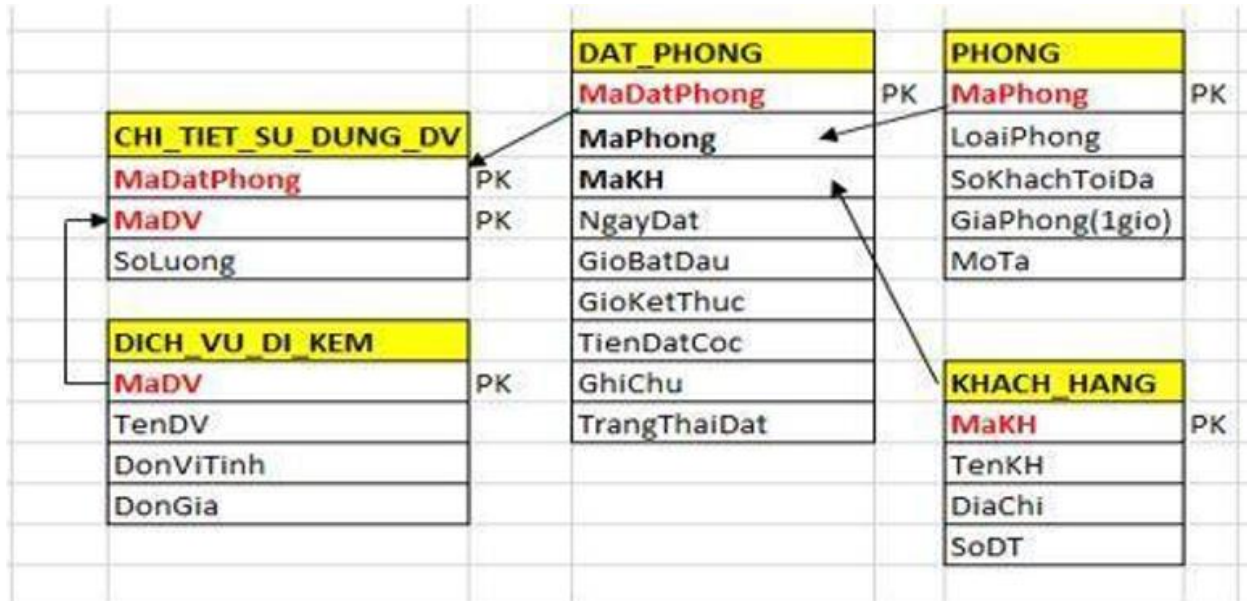 CHI_TIET_SU_DUNG_DV
MaDatPhong PK
MaDV PK
SoLuong
DICH_VU_DI_KEM
MaDV PK
TenDV
DonViTinh
DonGia
DAT_PHONG
MaDatPhong PK
MaPhong
MaKH
NgayDat
GioBatDau
GioKetThuc
TienDatCoc
GhiChu
TrangThaiDat
PHONG
MaPhong PK
LoaiPhong
SoKhachToiDa
GiaPhong(1gio)
MoTa
KHACH_HANG
MaKH PK
TenKH
DiaChi
SoDT